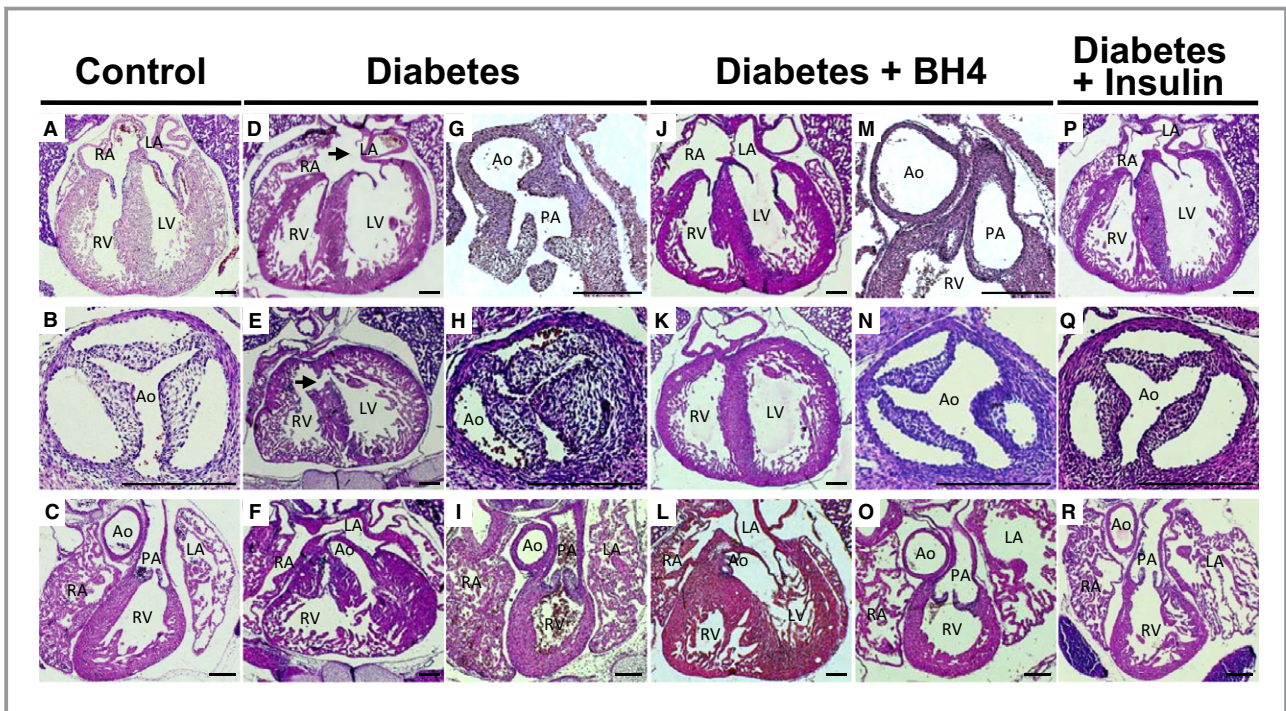 Control
Diabetes
Diabetes + BH4
Diabetes
+ Insulin
A
RA
LA
RV
LV
D
RA
LA
RV
LV
G
Ao
PA
J
RA
LA
RV
LV
M
Ao
PA
RV
P
RA
LA
RV
LV
B
Ao
E
RV
LV
H
Ao
K
RV
LV
N
Ao
Q
Ao
C
Ao
PA
LA
RA
RV
F
LA
RA
Ao
RV
I
Ao
PA
LA
RA
RV
L
LA
RA
Ao
LV
RV
O
Ao
LA
PA
RA
RV
R
Ao
PA
LA
RA
RV